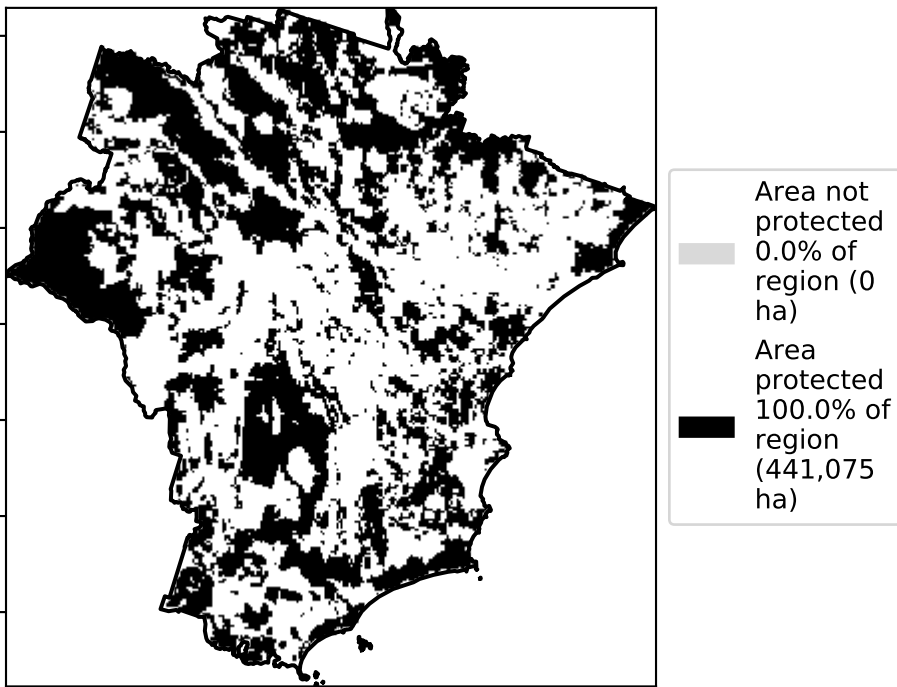 Area not
protected
0.0% of
region (0
ha)
Area
protected
100.0% of
region
(441,075
ha)